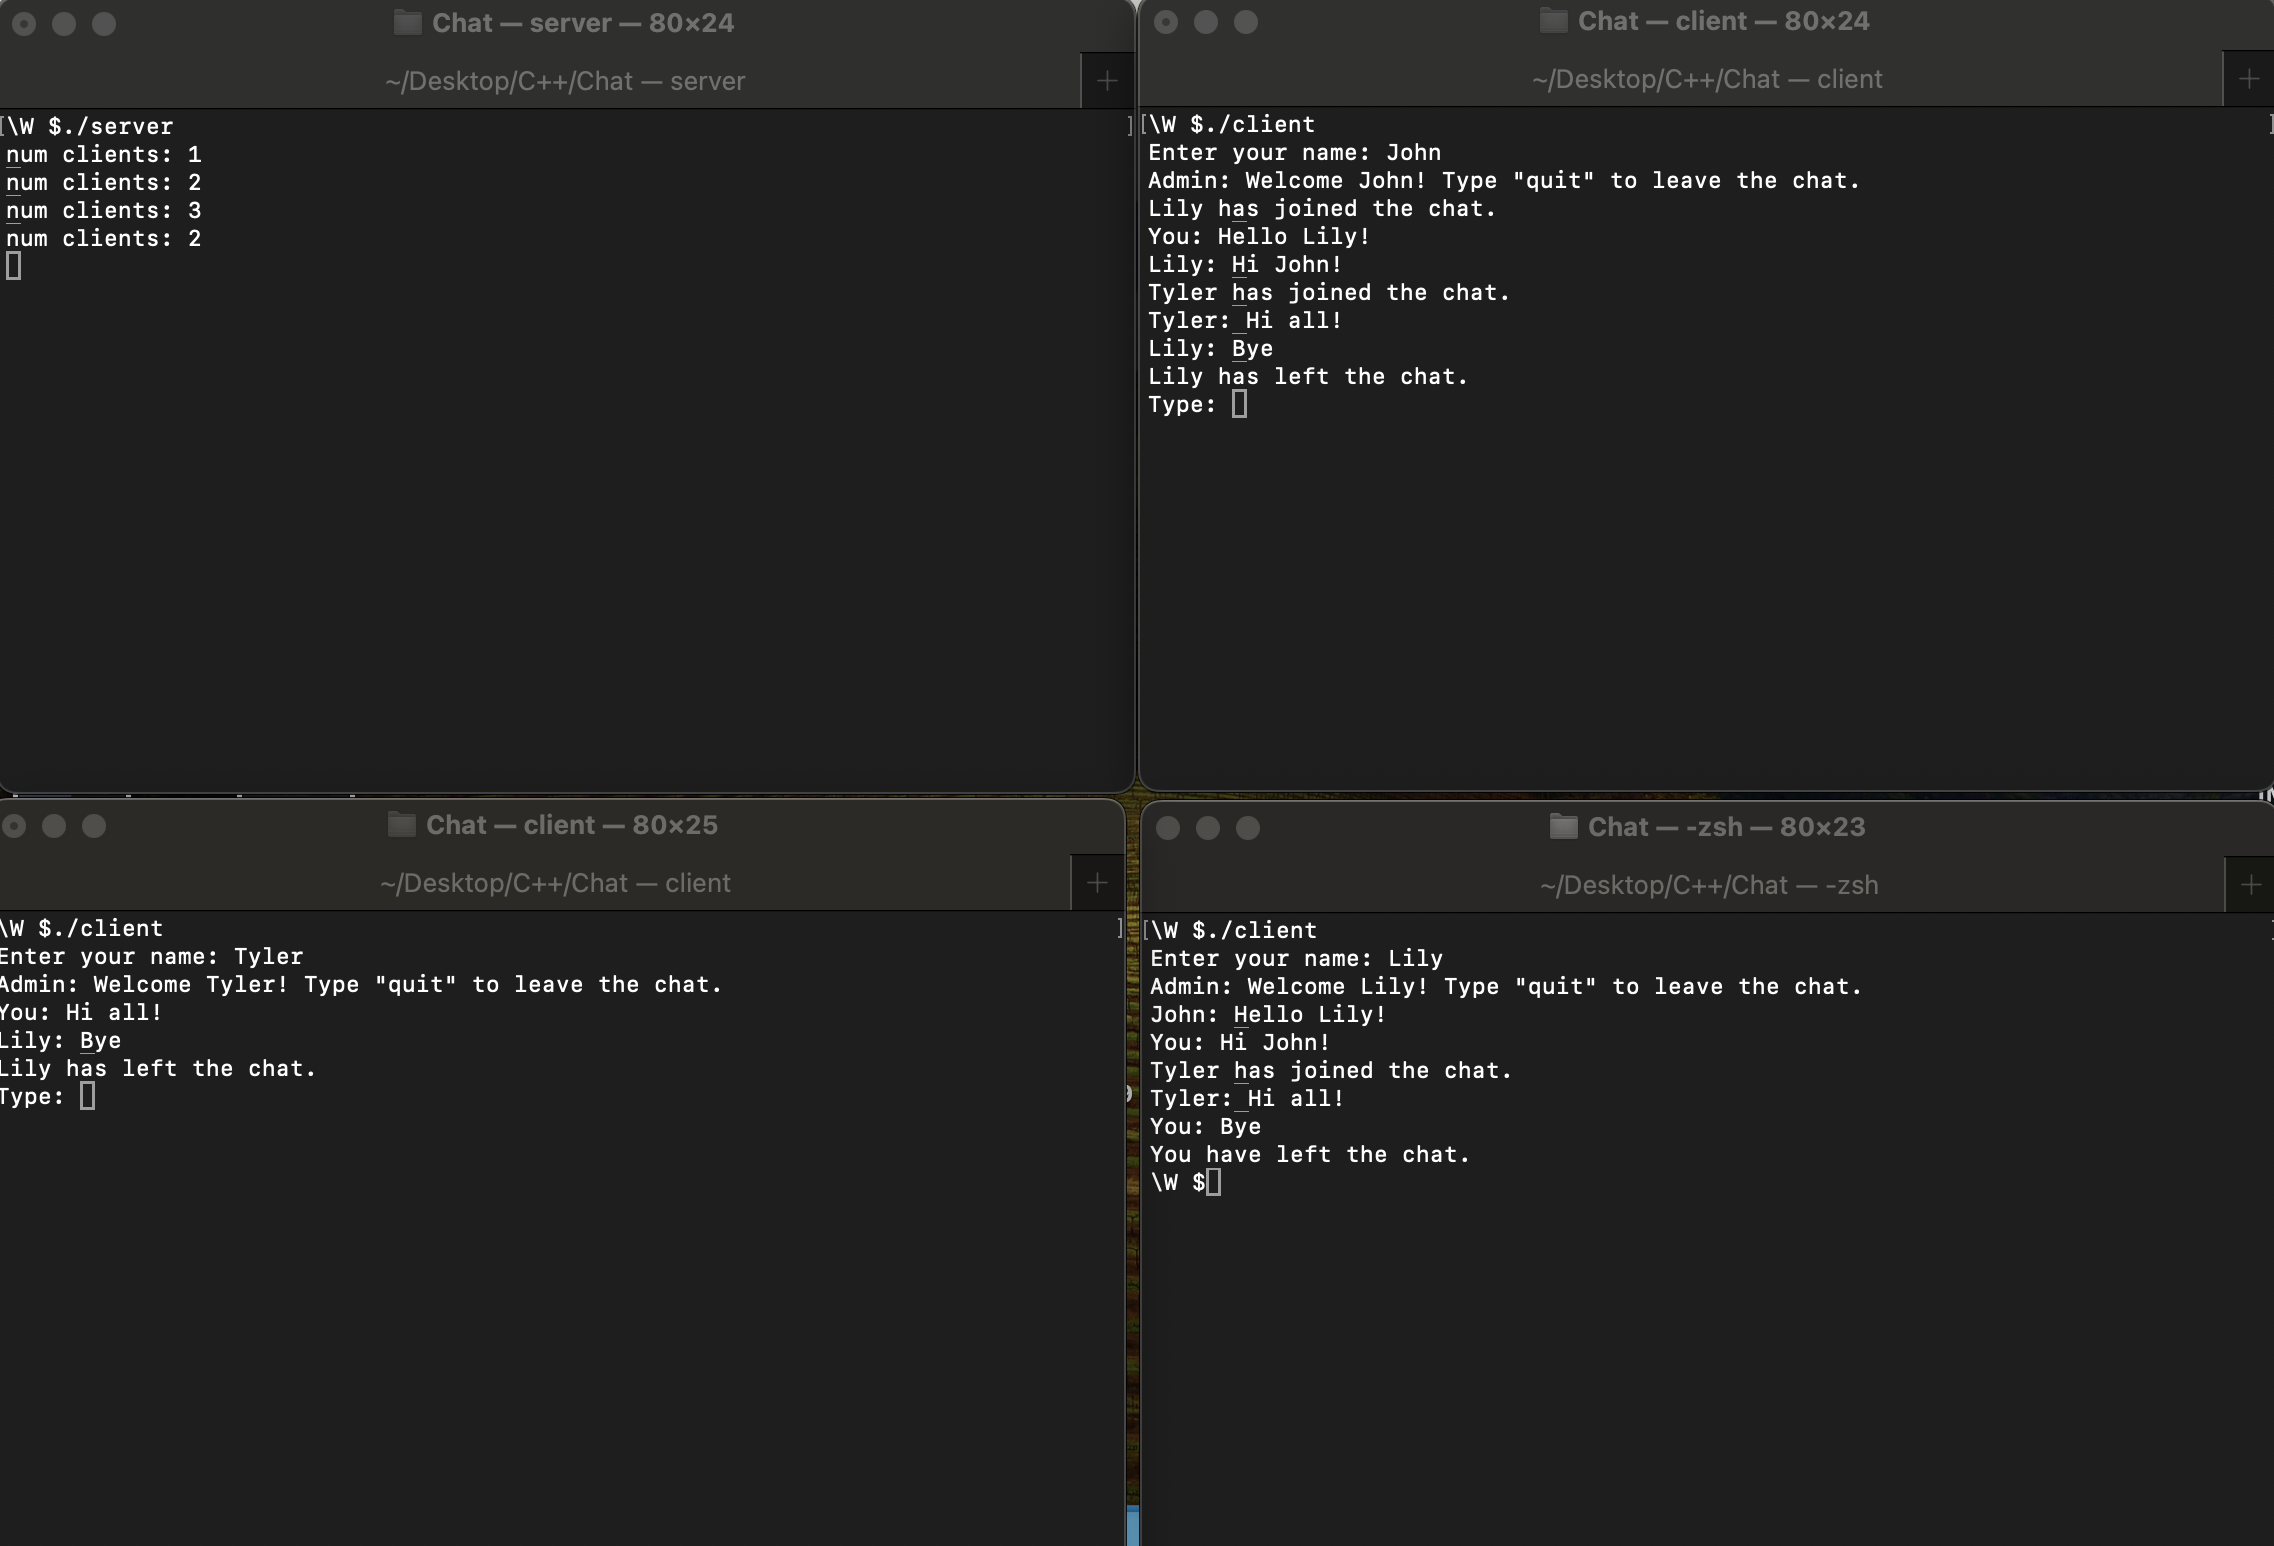 Chat — server — 80×24
~/Desktop/C++/Chat — server
\W $./server
num clients: 1
num clients: 2
num clients: 3
num clients: 2
Chat — client — 80×24
~/Desktop/C++/Chat — client
\W $./client
Enter your name: John
Admin: Welcome John! Type "quit" to leave the chat.
Lily has joined the chat.
You: Hello Lily!
Lily: Hi John!
Tyler has joined the chat.
Tyler: Hi all!
Lily: Bye
Lily has left the chat.
Type:
Chat — client — 80×25
~/Desktop/C++/Chat — client
\W $./client
Enter your name: Tyler
Admin: Welcome Tyler! Type "quit" to leave the chat.
You: Hi all!
Lily: Bye
Lily has left the chat.
Type:
Chat — -zsh — 80×23
~/Desktop/C++/Chat — -zsh
\W $./client
Enter your name: Lily
Admin: Welcome Lily! Type "quit" to leave the chat.
John: Hello Lily!
You: Hi John!
Tyler has joined the chat.
Tyler: Hi all!
You: Bye
You have left the chat.
\W $